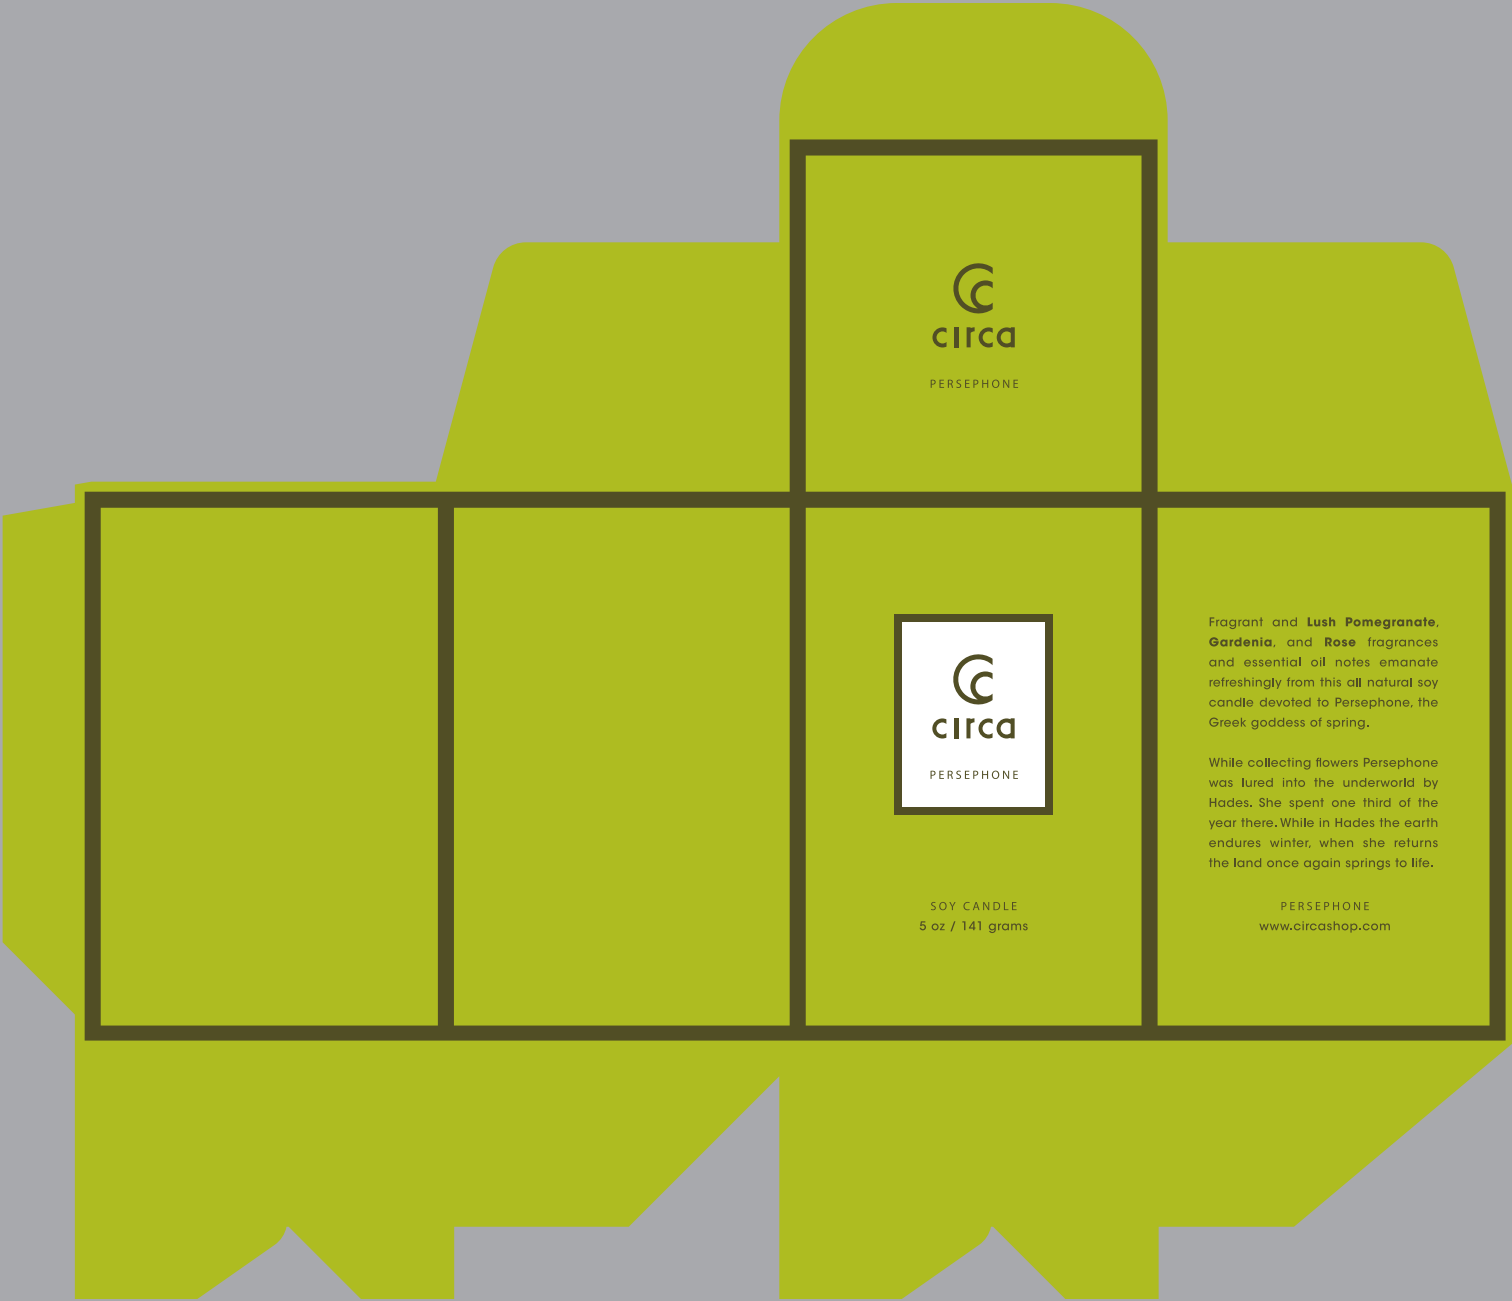 circa
PERSEPHONE
circa
PERSEPHONE
SOY CANDLE
5 oz / 141 grams
Fragrant and Lush Pomegranate,
Gardenia, and Rose fragrances
and essential oil notes emanate
refreshingly from this all natural soy
candle devoted to Persephone, the
Greek goddess of spring.
While collecting flowers Persephone
was lured into the underworld by
Hades. She spent one third of the
year there. While in Hades the earth
endures winter, when she returns
the land once again springs to life.
PERSEPHONE
www.circashop.com